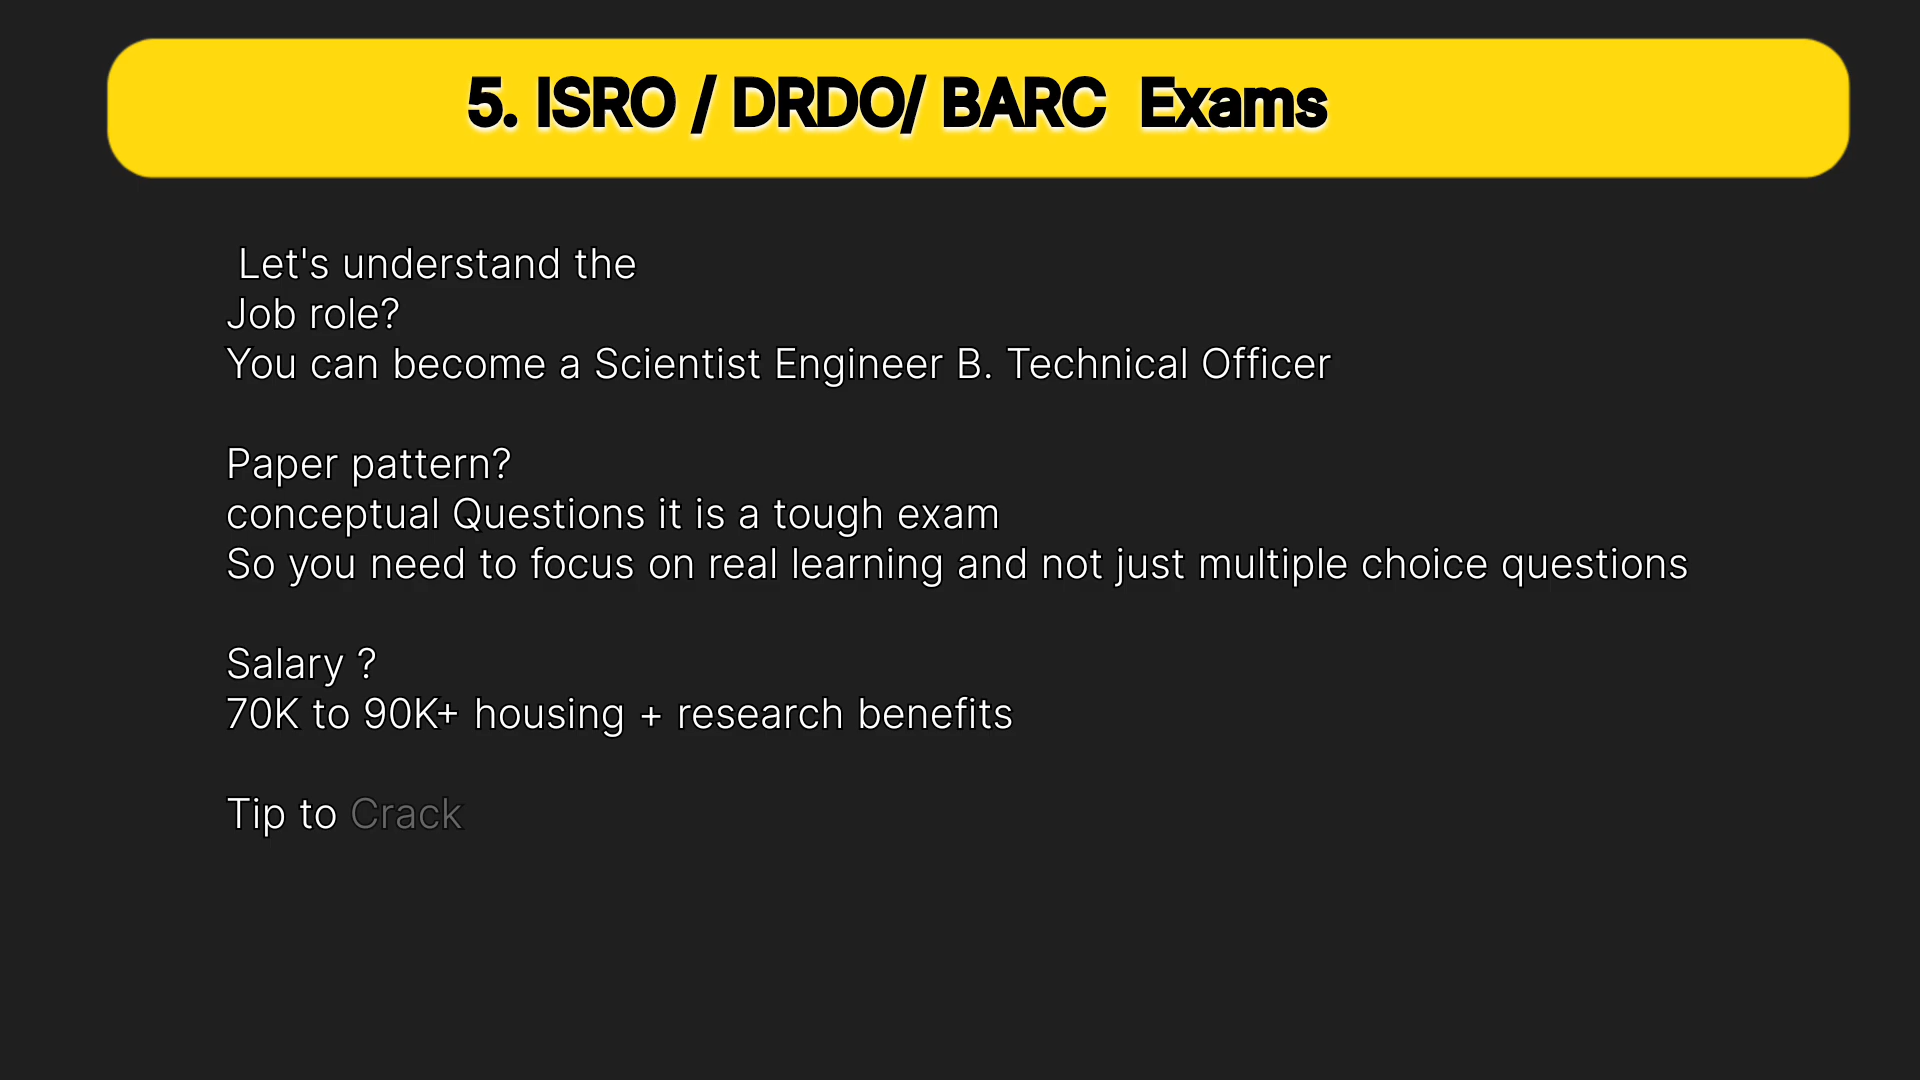 5. ISRO / DRDO/ BARC  Exams
Let's understand the
Job role?
You can become a Scientist Engineer B. Technical Officer
Paper pattern?
conceptual Questions it is a tough exam
So you need to focus on real learning and not just multiple choice questions
Salary ?
70K to 90K+ housing + research benefits
Tip to Crack